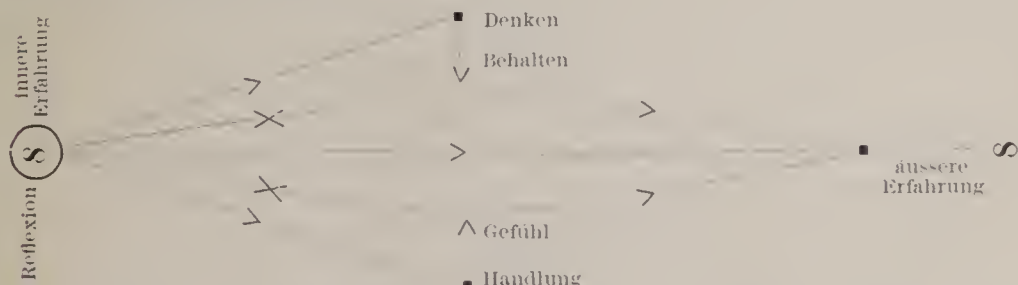 innere
Erfahrung
Reflexion
Denken
Behalten
Gefühl
Handlung
äussere
Erfahrung